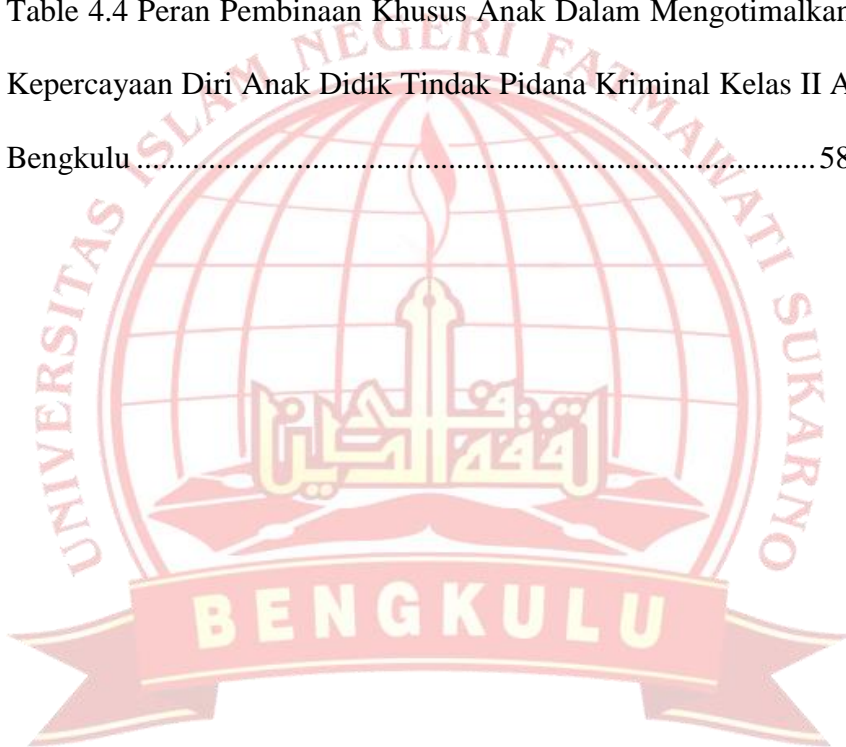 Table 4.4 Peran Pembinaan Khusus Anak Dalam Mengotimalkan
Kepercayaan Diri Anak Didik Tindak Pidana Kriminal Kelas II A
Bengkulu ........................................................................ 58
UNIVERSITAS ISLAM NEGERI FATMAWATI SUKARNO
BENGKULU